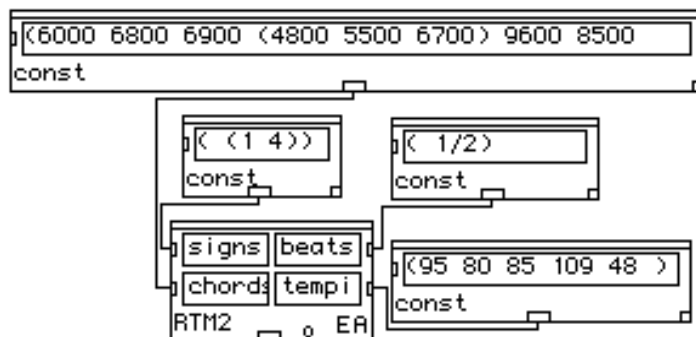 (6000 6800 6900 (4800 5500 6700) 9600 8500
const
( (1 4))
const
( 1/2)
const
signs beats
chords tempi
(95 80 85 109 48 )
const
RTM2 o EA